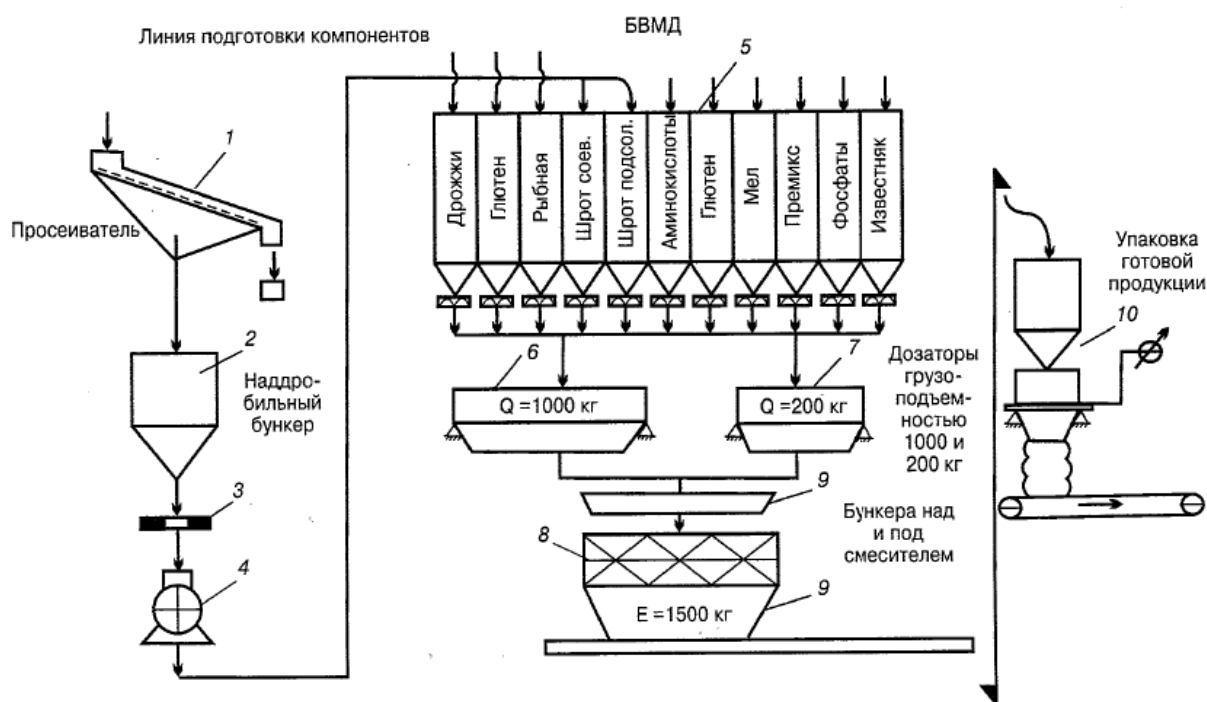 Линия подготовки компонентов
БВМД
5
1
Просеиватель
Дрожжи
Глютен
Рыбная
Шрот соев.
Шрот подсол.
Аминокислоты
Глютен
Мел
Премикс
Фосфаты
Известняк
Упаковка
готовой
продукции
10
2
Наддро-
бильный
бункер
6
Q =1000 кг
7
Q =200 кг
Дозаторы
грузо-
подъем-
ностью
1000 и
200 кг
3
9
4
8
Бункера над
и под
смесителем
9
E =1500 кг